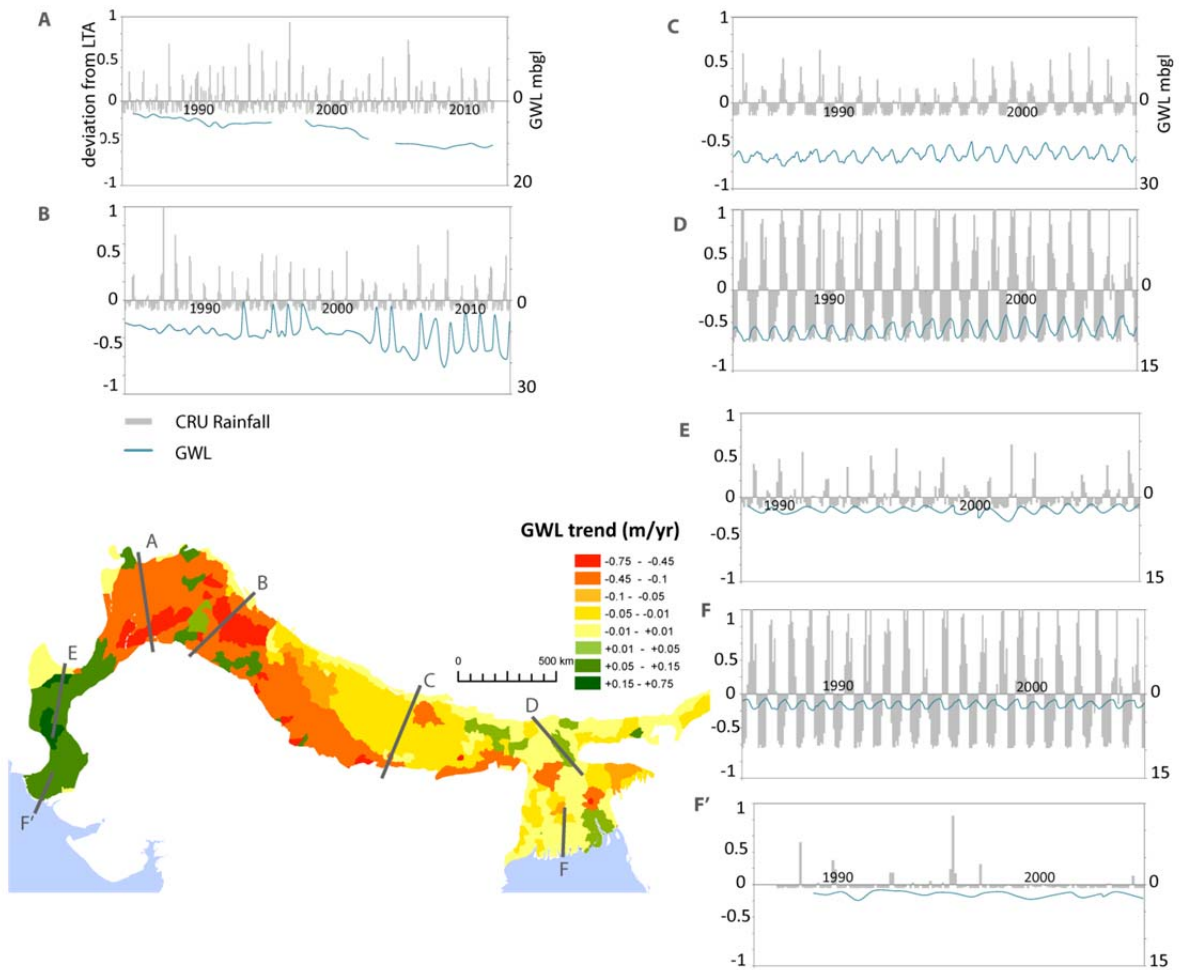 A
deviation from LTA
1
0.5
0
-0.5
-1
1990
2000
2010
0
20
GWL mbgl
B
1
0.5
0
-0.5
-1
1990
2000
2010
0
30
CRU Rainfall
GWL
C
1
0.5
0
-0.5
-1
1990
2000
0
30
GWL mbgl
D
1
0.5
0
-0.5
-1
1990
2000
0
15
E
1
0.5
0
-0.5
-1
1990
2000
0
15
F
1
0.5
0
-0.5
-1
1990
2000
0
15
F'
1
0.5
0
-0.5
-1
1990
2000
0
15
GWL trend (m/yr)
-0.75 - -0.45
-0.45 - -0.1
-0.1 - -0.05
-0.05 - -0.01
-0.01 - +0.01
+0.01 - +0.05
+0.05 - +0.15
+0.15 - +0.75
0 500 km
A
B
C
D
E
F'
F